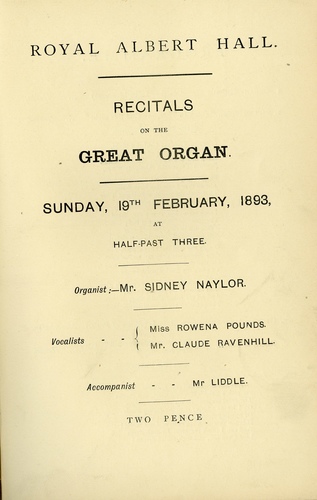 ROYAL ALBERT HALL.
RECITALS
ON THE
GREAT ORGAN.
SUNDAY, 19TH FEBRUARY, 1893,
AT
HALF-PAST THREE.
Organist:—Mr. SIDNEY NAYLOR.
Vocalists - - { Miss ROWENA POUNDS.
Mr. CLAUDE RAVENHILL.
Accompanist - - Mr LIDDLE.
TWO PENCE